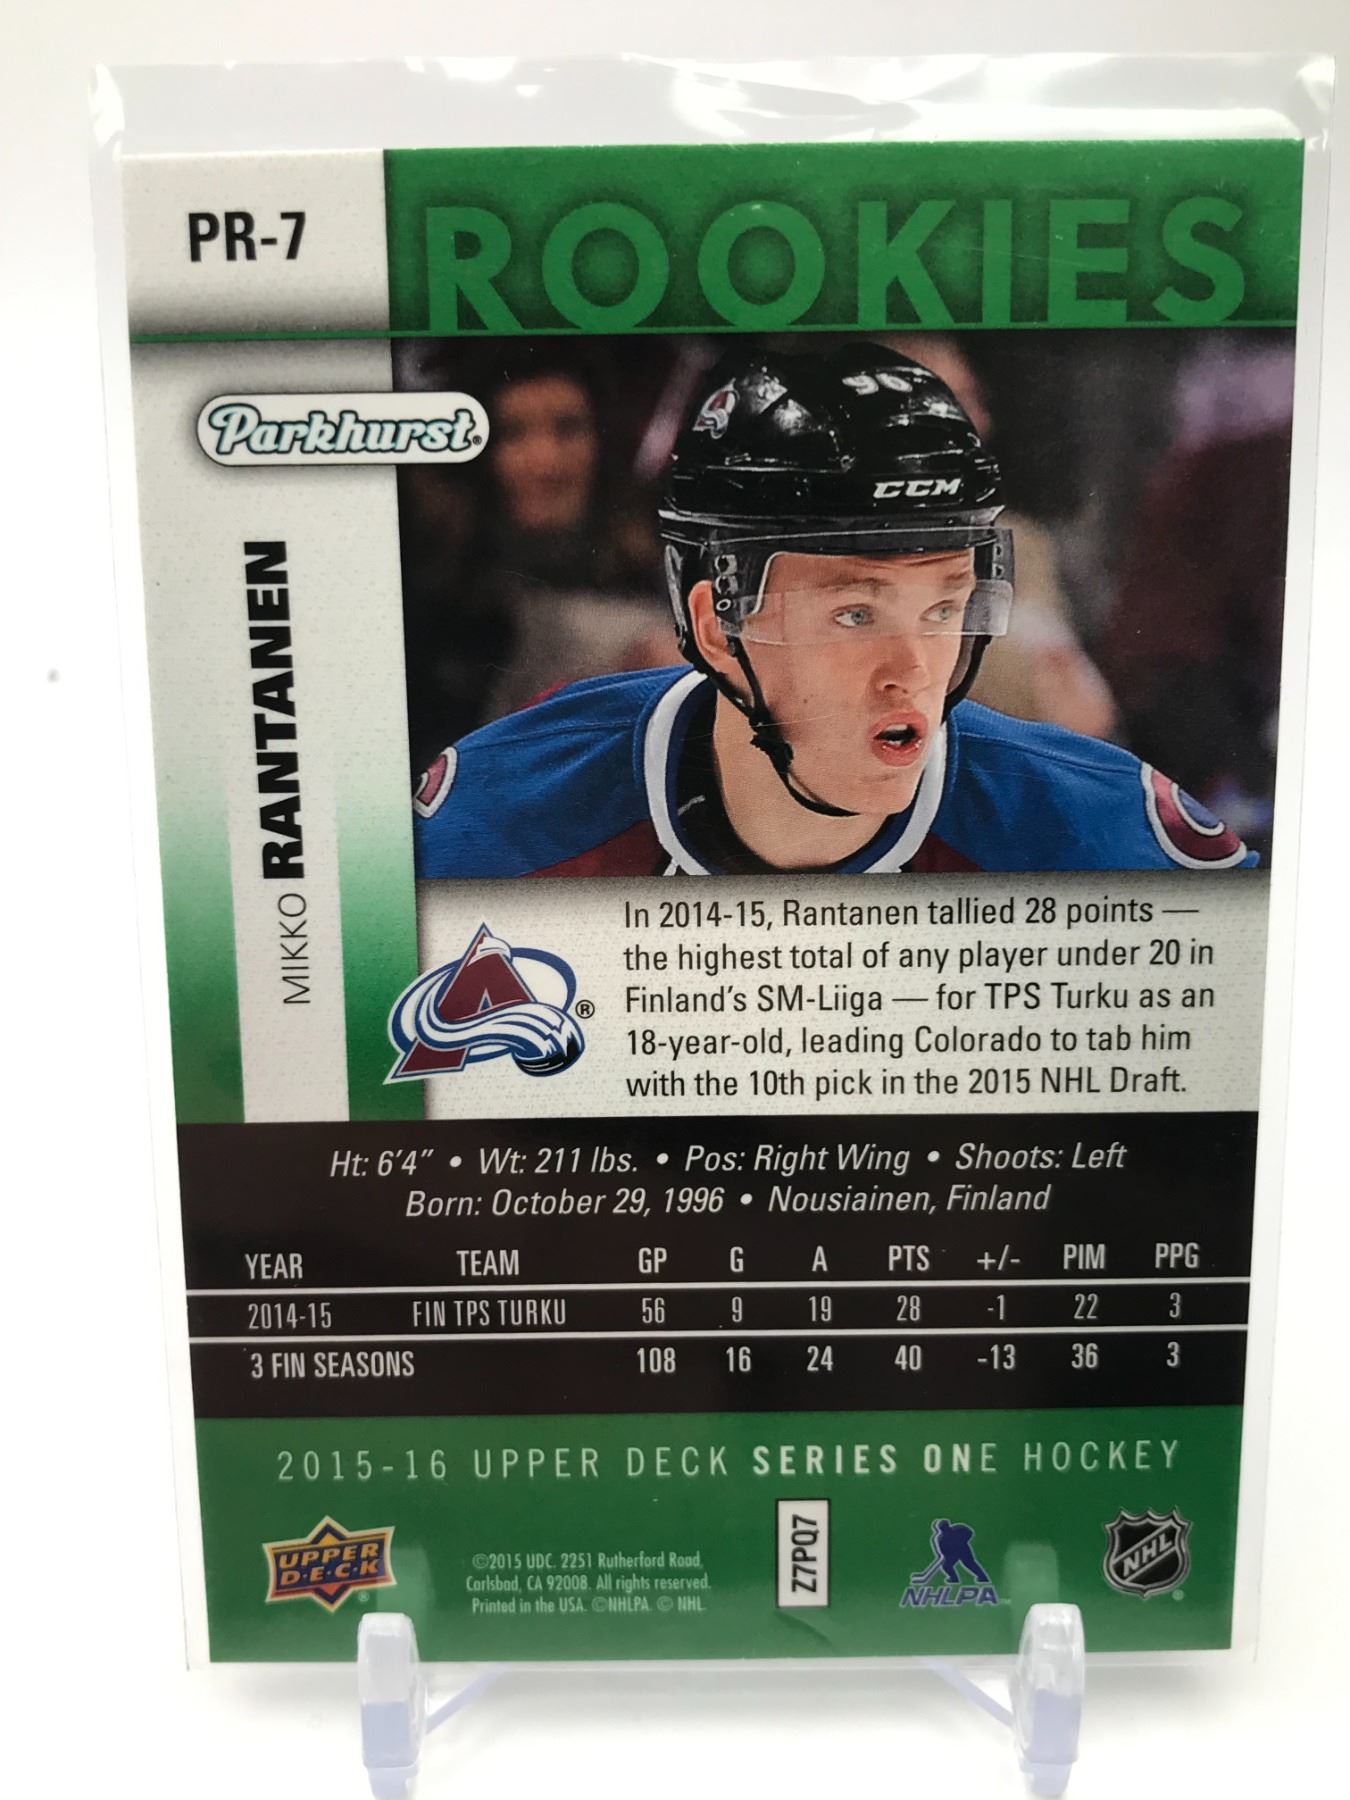 PR-7
ROOKIES
Parkhurst®
MIKKO RANTANEN
96
CCM
In 2014-15, Rantanen tallied 28 points —
the highest total of any player under 20 in
Finland's SM-Liiga — for TPS Turku as an
18-year-old, leading Colorado to tab him
with the 10th pick in the 2015 NHL Draft.
®
Ht: 6'4" • Wt: 211 lbs. • Pos: Right Wing • Shoots: Left
Born: October 29, 1996 • Nousiainen, Finland
YEAR TEAM GP G A PTS +/- PIM PPG
2014-15 FIN TPS TURKU 56 9 19 28 -1 22 3
3 FIN SEASONS 108 16 24 40 -13 36 3
2015-16 UPPER DECK SERIES ONE HOCKEY
UPPER
D·E·C·K
®
©2015 UDC. 2251 Rutherford Road,
Carlsbad, CA 92008. All rights reserved.
Printed in the USA. ©NHLPA. © NHL.
Z7PQ7
NHLPA™
NHL
®